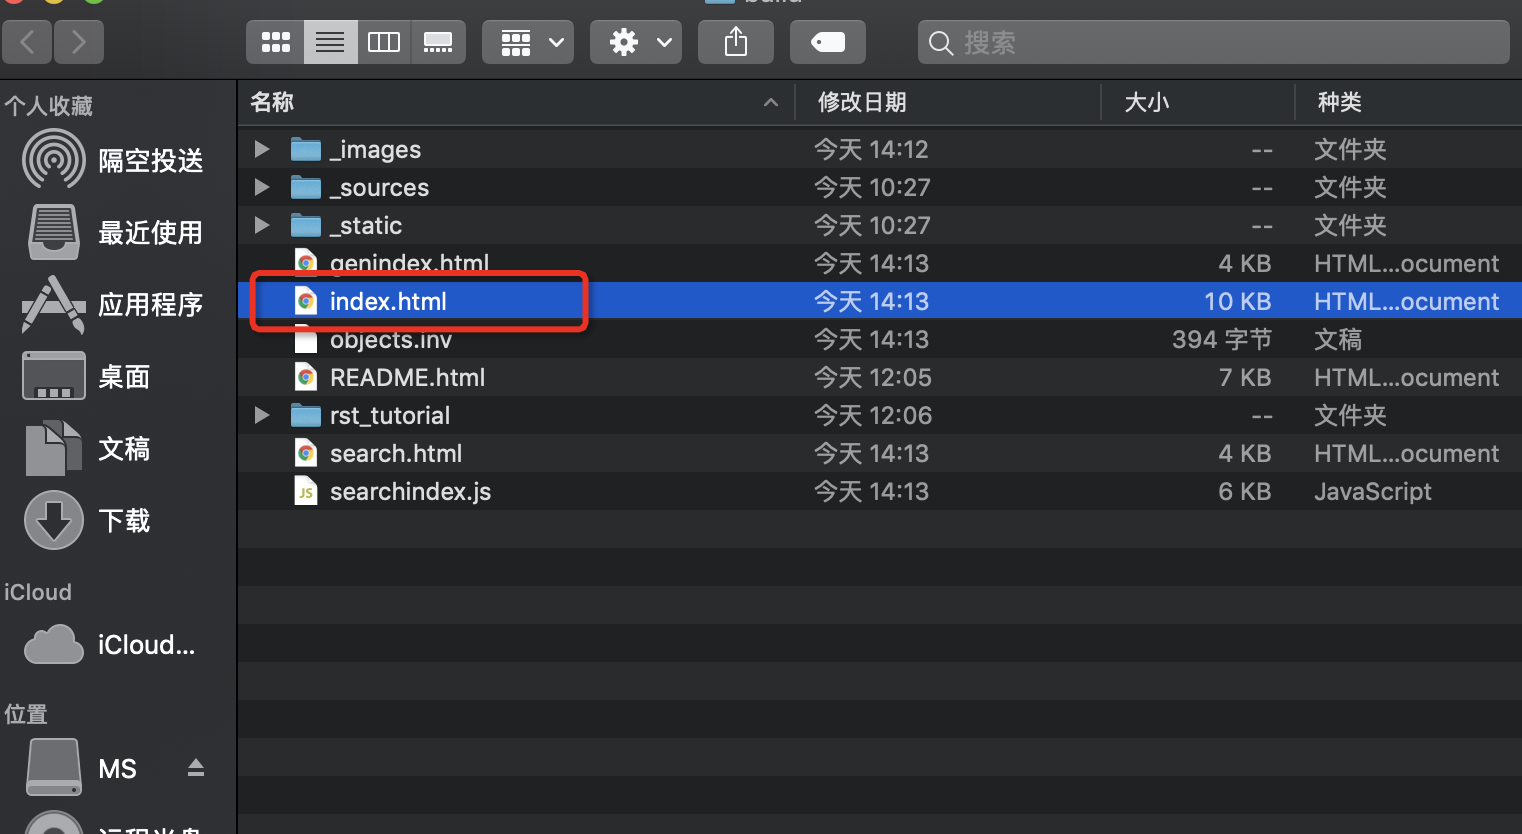 build
搜索
个人收藏
隔空投送
最近使用
应用程序
桌面
文稿
下载
iCloud
iCloud...
位置
MS
名称 修改日期 大小 种类
_images 今天 14:12 -- 文件夹
_sources 今天 10:27 -- 文件夹
_static 今天 10:27 -- 文件夹
genindex.html 今天 14:13 4 KB HTML...ocument
index.html 今天 14:13 10 KB HTML...ocument
objects.inv 今天 14:13 394 字节 文稿
README.html 今天 12:05 7 KB HTML...ocument
rst_tutorial 今天 12:06 -- 文件夹
search.html 今天 14:13 4 KB HTML...ocument
searchindex.js 今天 14:13 6 KB JavaScript
JS